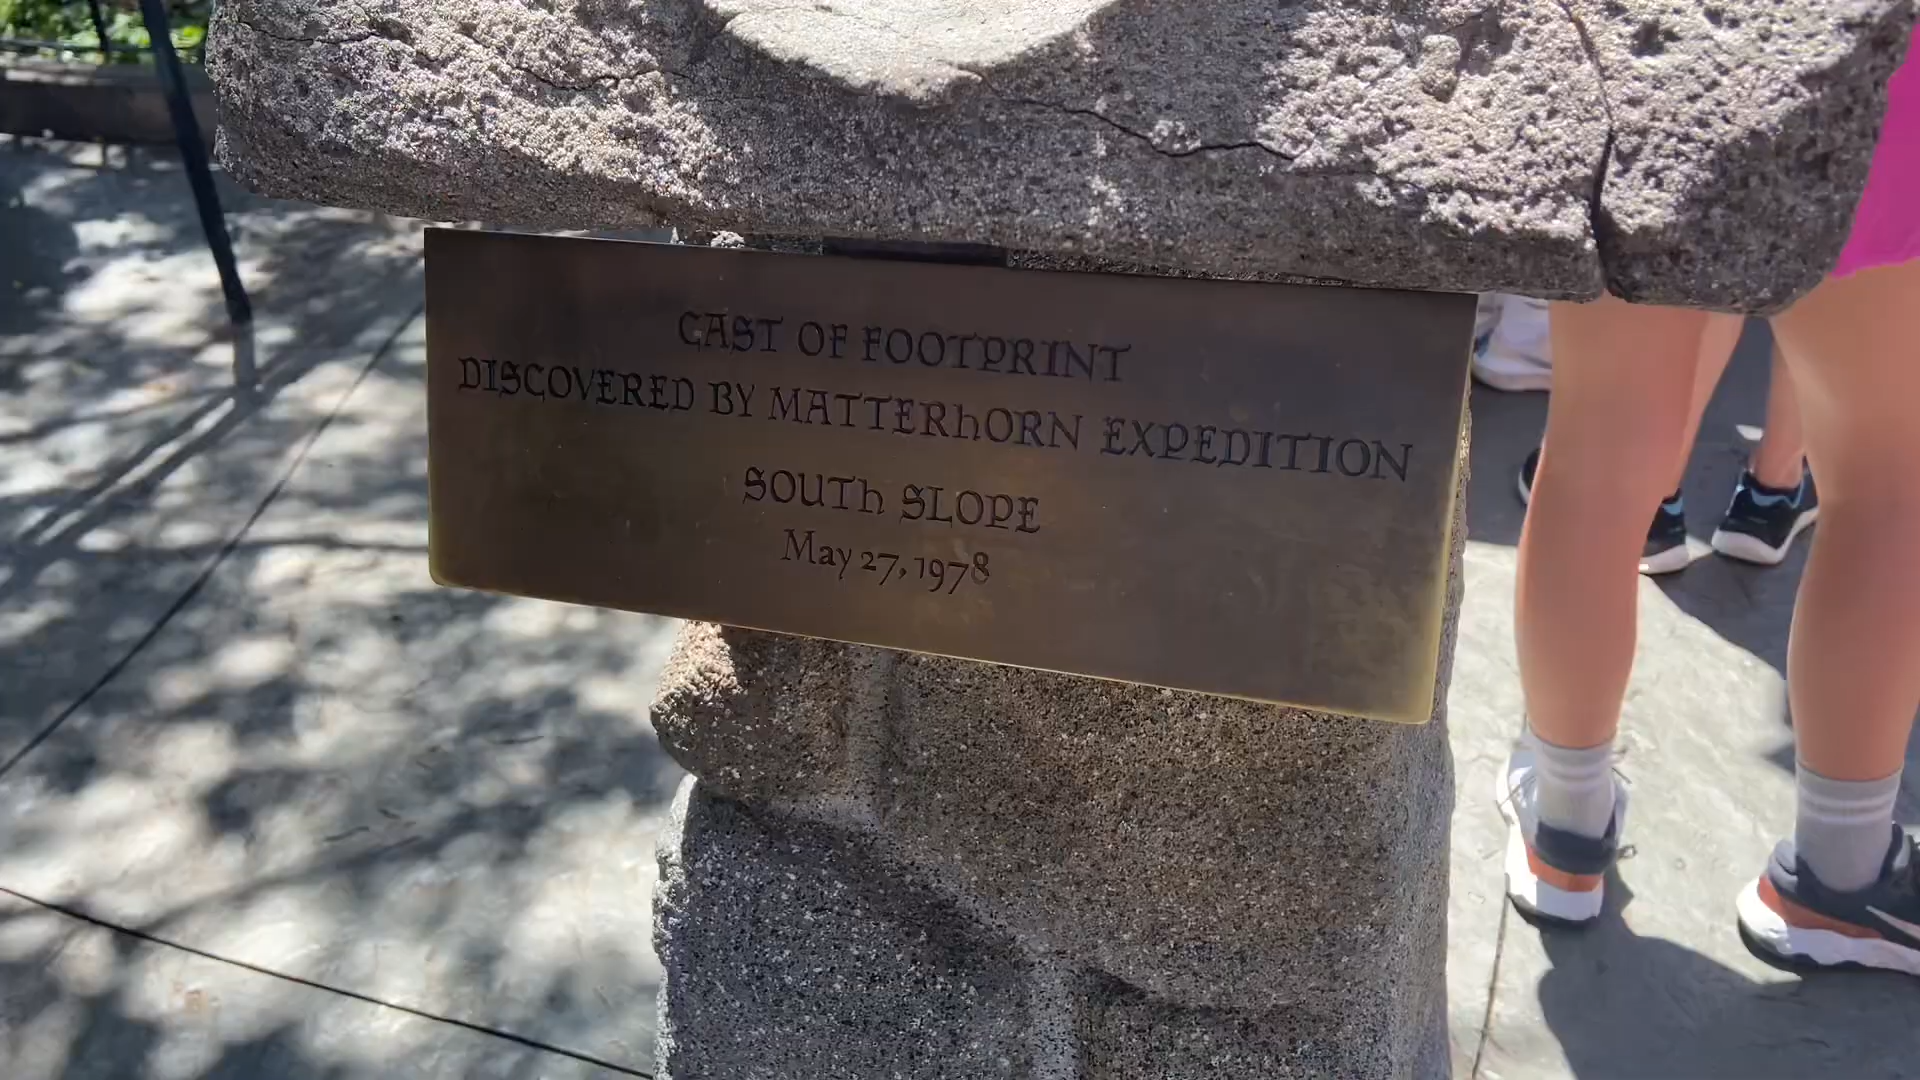 CAST OF FOOTPRINT
DISCOVERED BY MATTERhORN EXPEDITION
SOUTh SLOPE
May 27, 1978